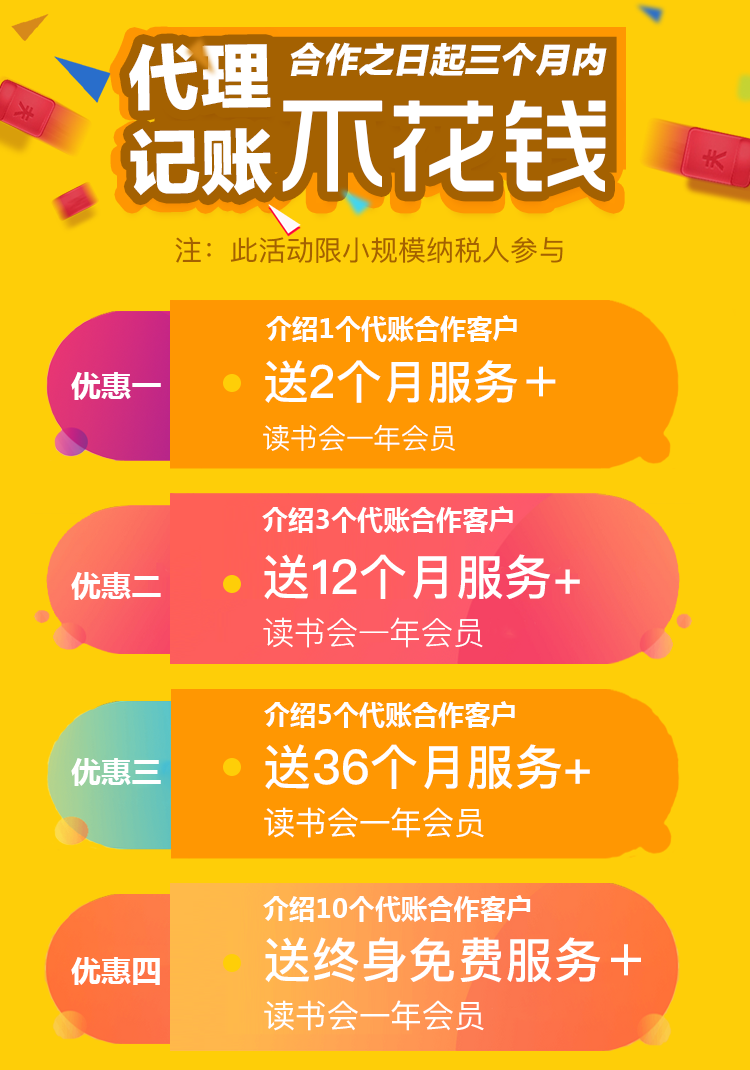 代理
记账
合作之日起三个月内
不花钱
注：此活动限小规模纳税人参与
优惠一
介绍1个代账合作客户
送2个月服务＋
读书会一年会员
优惠二
介绍3个代账合作客户
送12个月服务+
读书会一年会员
优惠三
介绍5个代账合作客户
送36个月服务+
读书会一年会员
优惠四
介绍10个代账合作客户
送终身免费服务＋
读书会一年会员